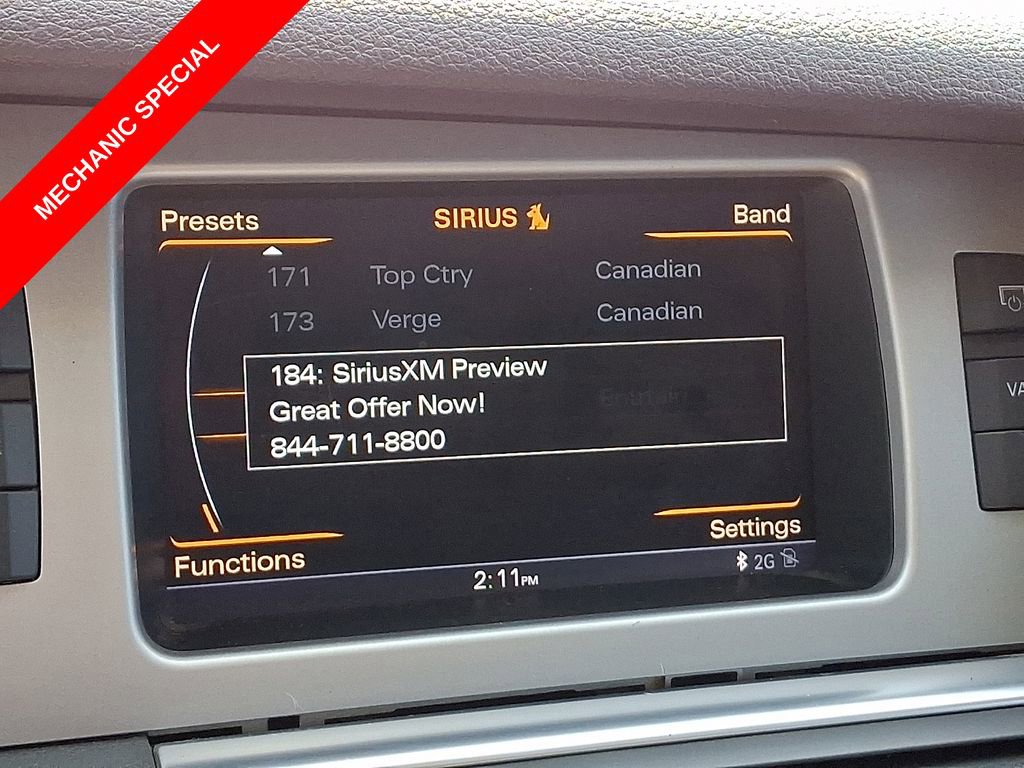 MECHANIC SPECIAL
Presets SIRIUS Band
171 Top Ctry Canadian
173 Verge Canadian
184: SiriusXM Preview
Great Offer Now!
844-711-8800
Settings
Functions
2:11PM
2G